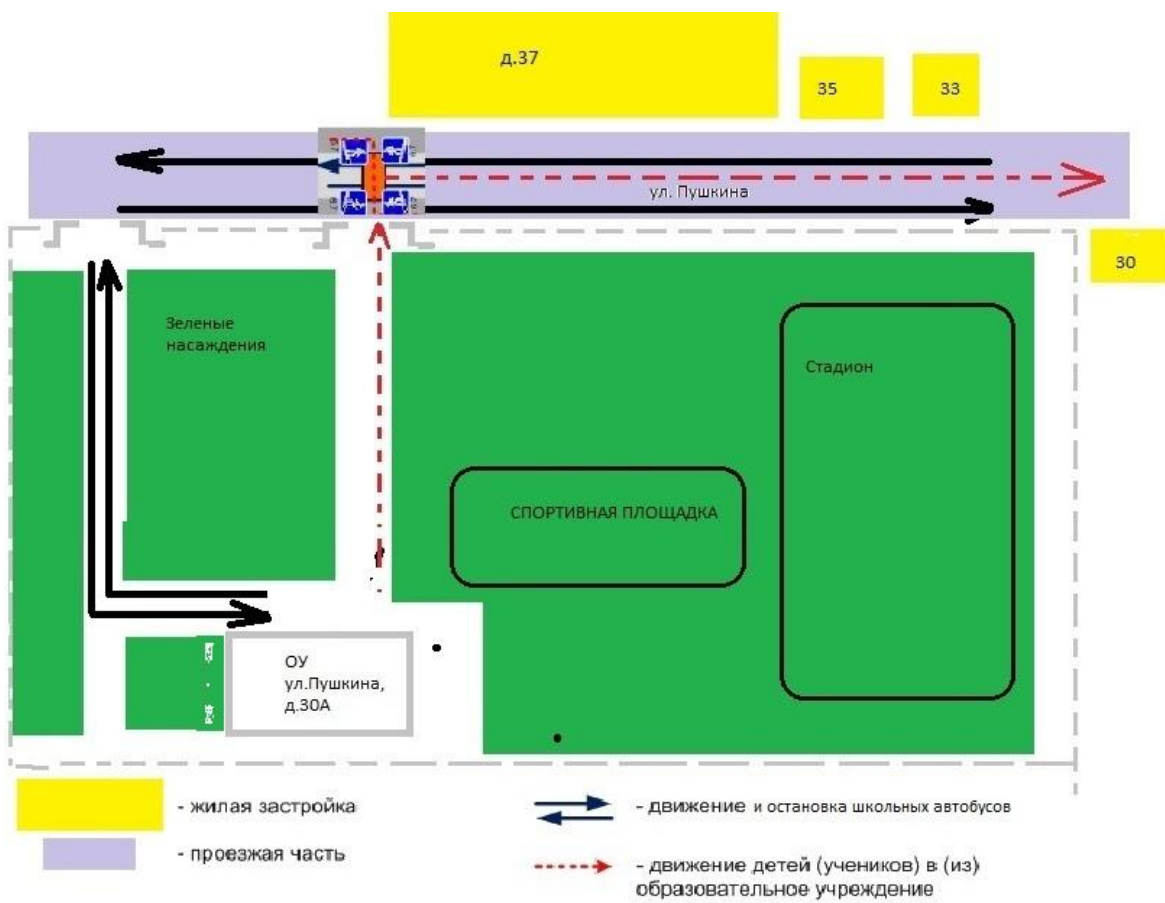 д.37
35
33
ул. Пушкина
30
Зеленые
насаждения
Стадион
СПОРТИВНАЯ ПЛОЩАДКА
ОУ
ул.Пушкина,
д.30А
- жилая застройка
- движение и остановка школьных автобусов
- проезжая часть
- движение детей (учеников) в (из)
образовательное учреждение